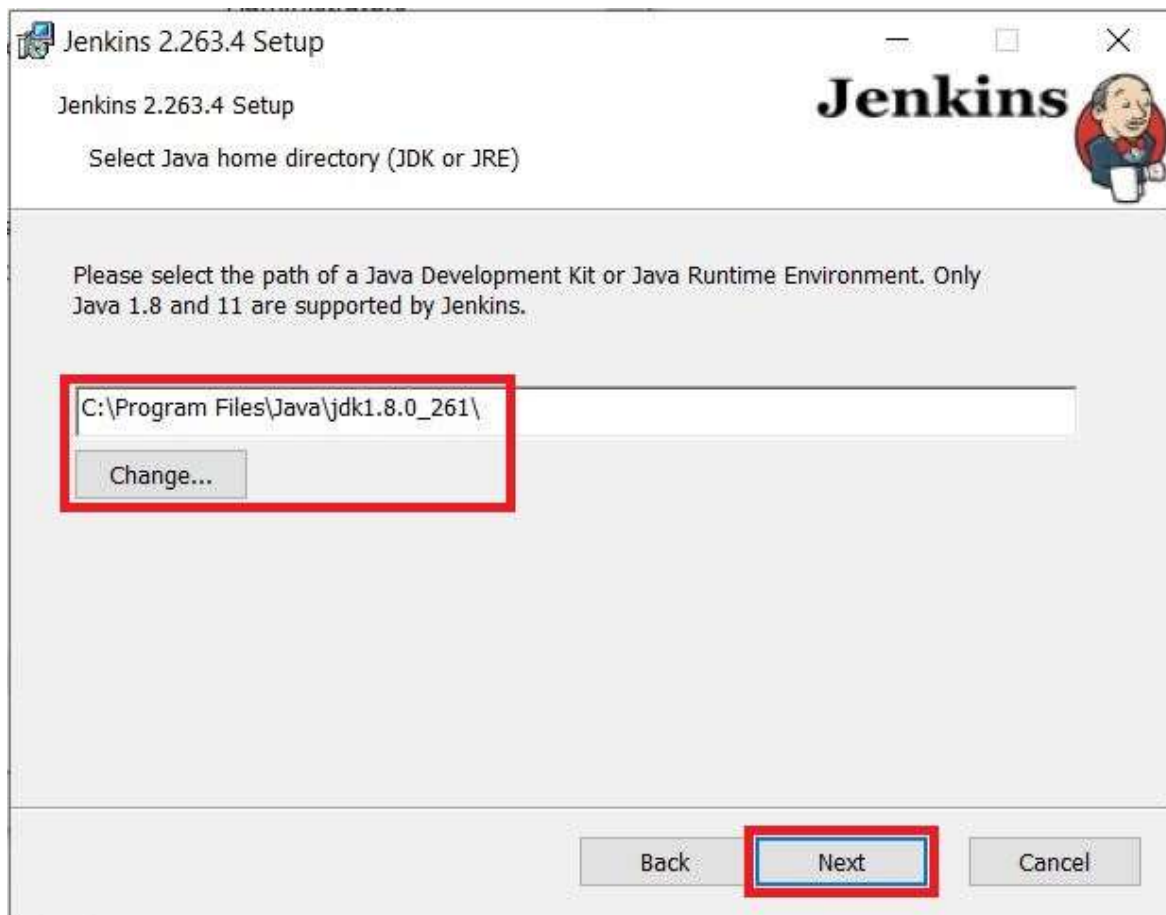 Jenkins 2.263.4 Setup
Jenkins 2.263.4 Setup
Jenkins
Select Java home directory (JDK or JRE)
Please select the path of a Java Development Kit or Java Runtime Environment. Only
Java 1.8 and 11 are supported by Jenkins.
C:\Program Files\Java\jdk1.8.0_261\
Change...
Back
Next
Cancel